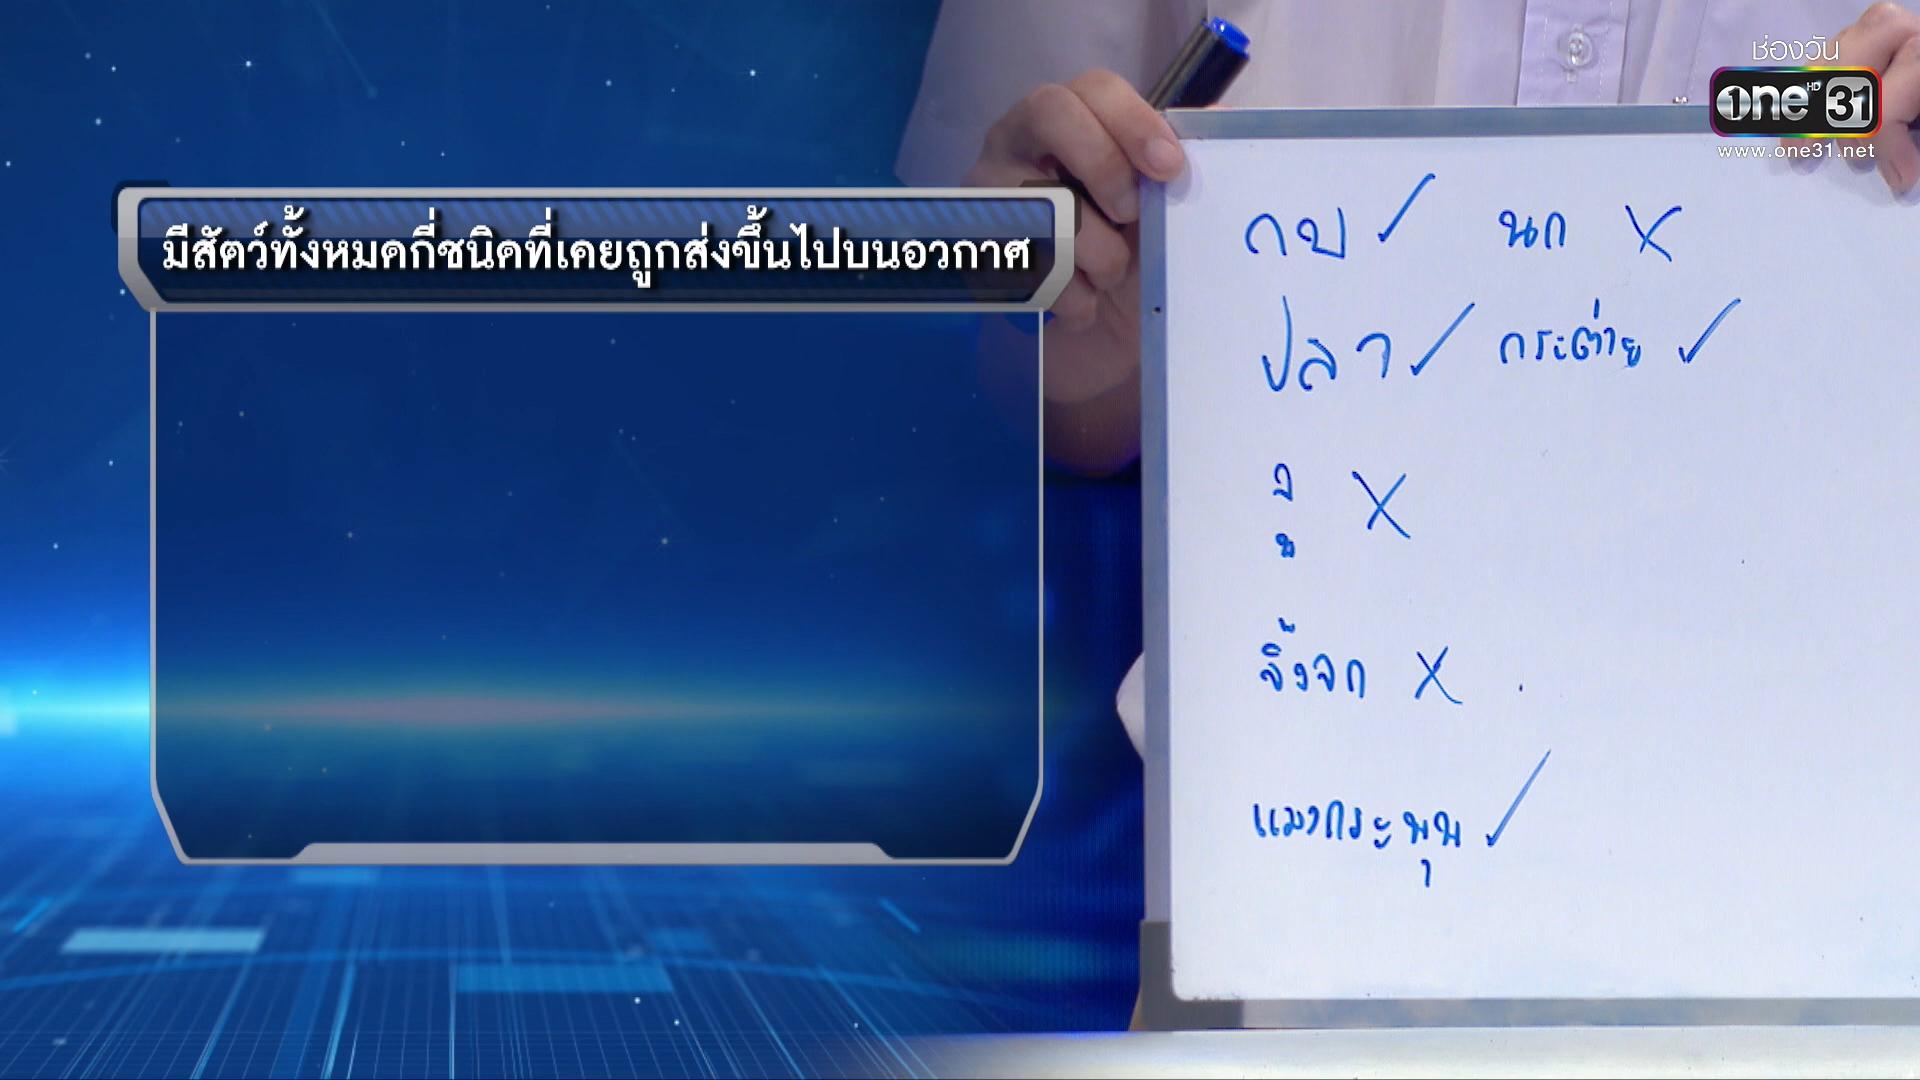 ช่องวัน
one HD 31
www.one31.net
มีสัตว์ทั้งหมดกี่ชนิดที่เคยถูกส่งขึ้นไปบนอวกาศ
กบ ✓ นก X
ปลา ✓ กระต่าย ✓
งู X
จิ้งจก X
แมงกระพุน ✓